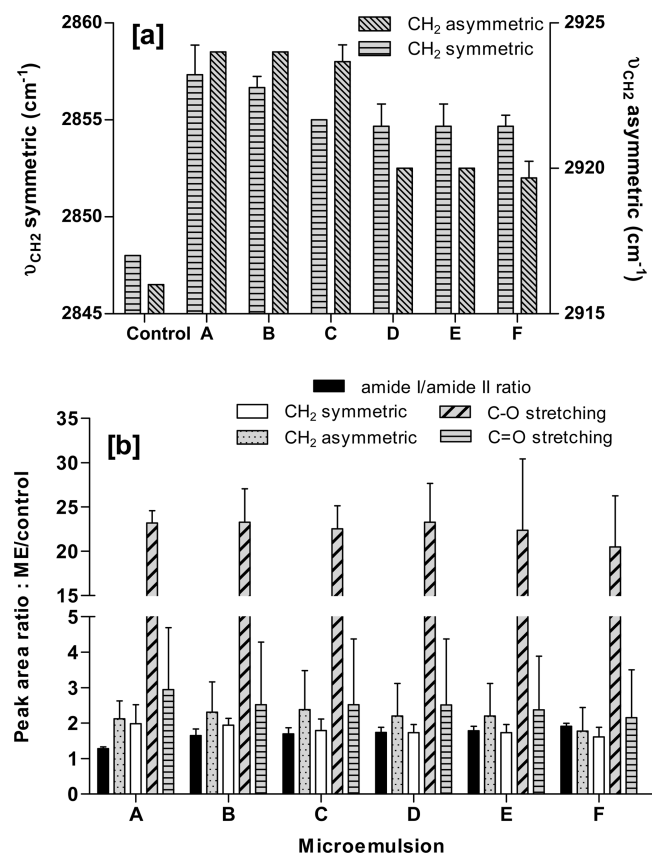 [a]
CH2 asymmetric
CH2 symmetric
2860
2855
2850
2845
υCH2 symmetric (cm-1)
2925
2920
2915
υCH2 asymmetric (cm-1)
Control A B C D E F
amide I/amide II ratio
CH2 symmetric
C-O stretching
CH2 asymmetric
C=O stretching
[b]
35
30
25
20
15
5
4
3
2
1
0
Peak area ratio : ME/control
A B C D E F
Microemulsion